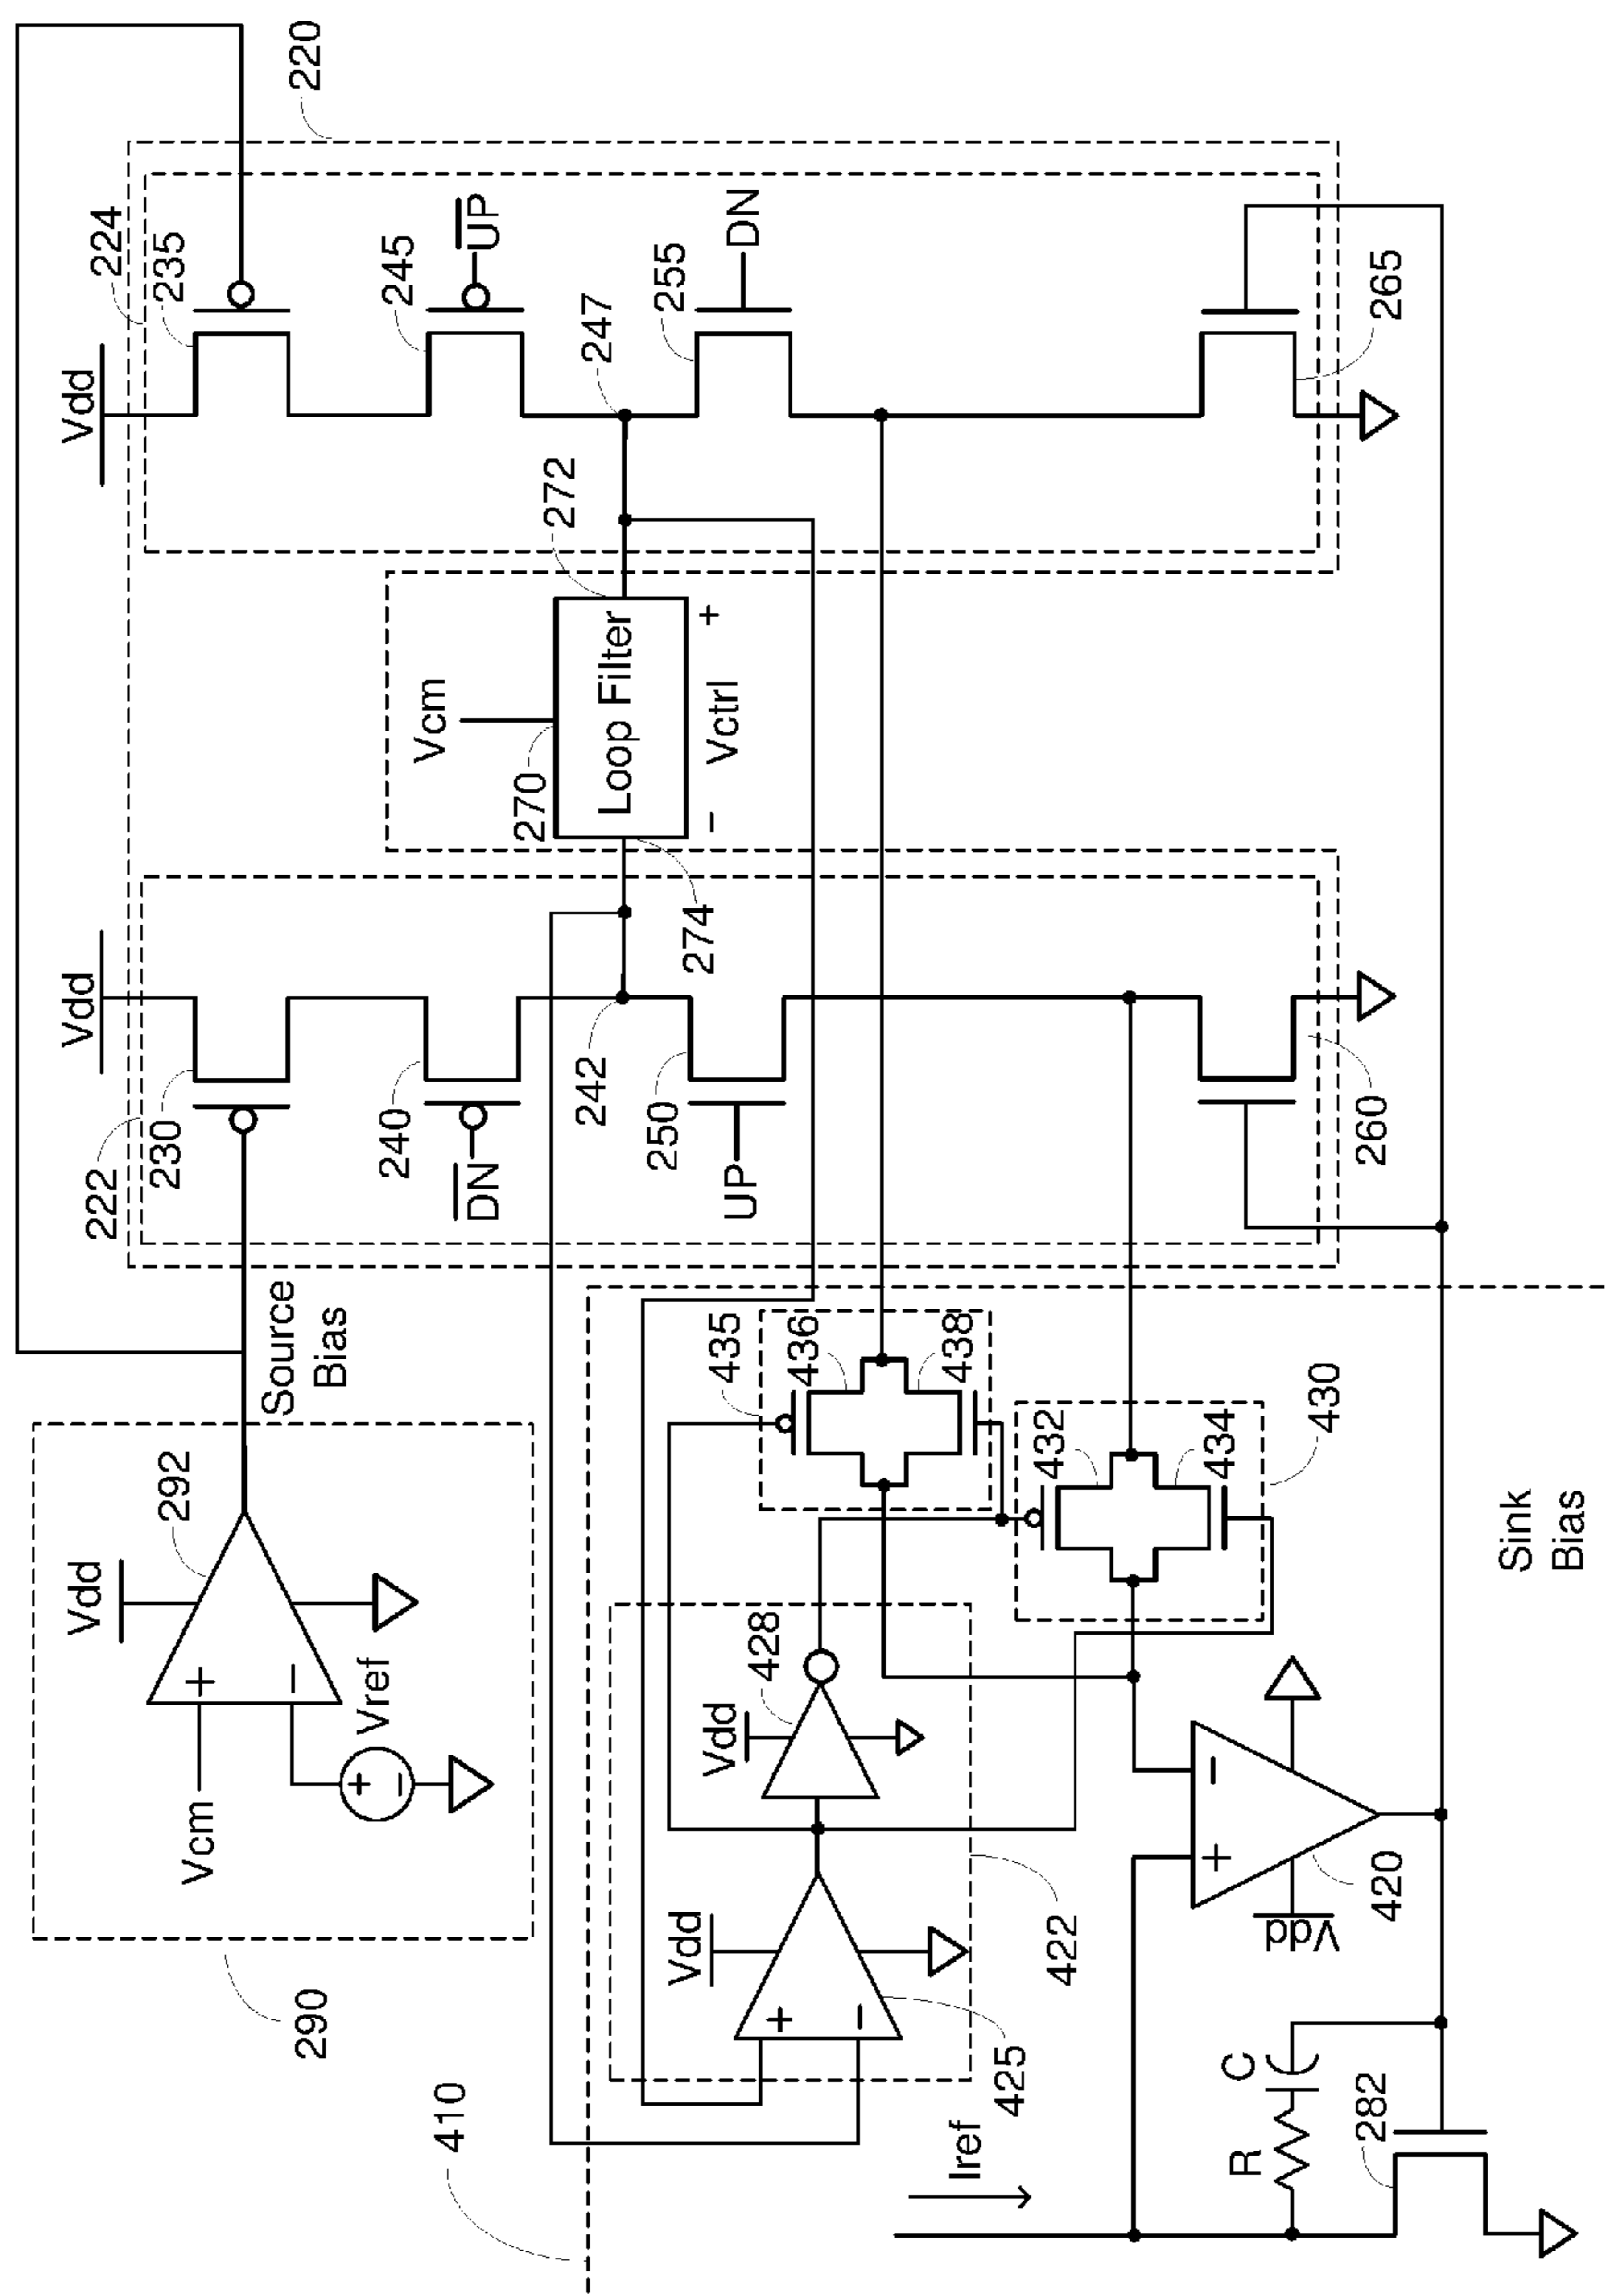 220
224
235
Vdd
U̅P̅
245
247
255
DN
265
272
Vcm
270
Loop Filter
+
Vctrl
−
274
Vdd
222
230
240
D̅N̅
242
250
UP
260
Source
Bias
292
Vdd
+
−
Vcm
Vref
+
−
290
435
436
438
432
434
430
428
Vdd
Vdd
+
−
425
422
410
−
+
Vdd
420
Sink
Bias
Iref
R
C
282